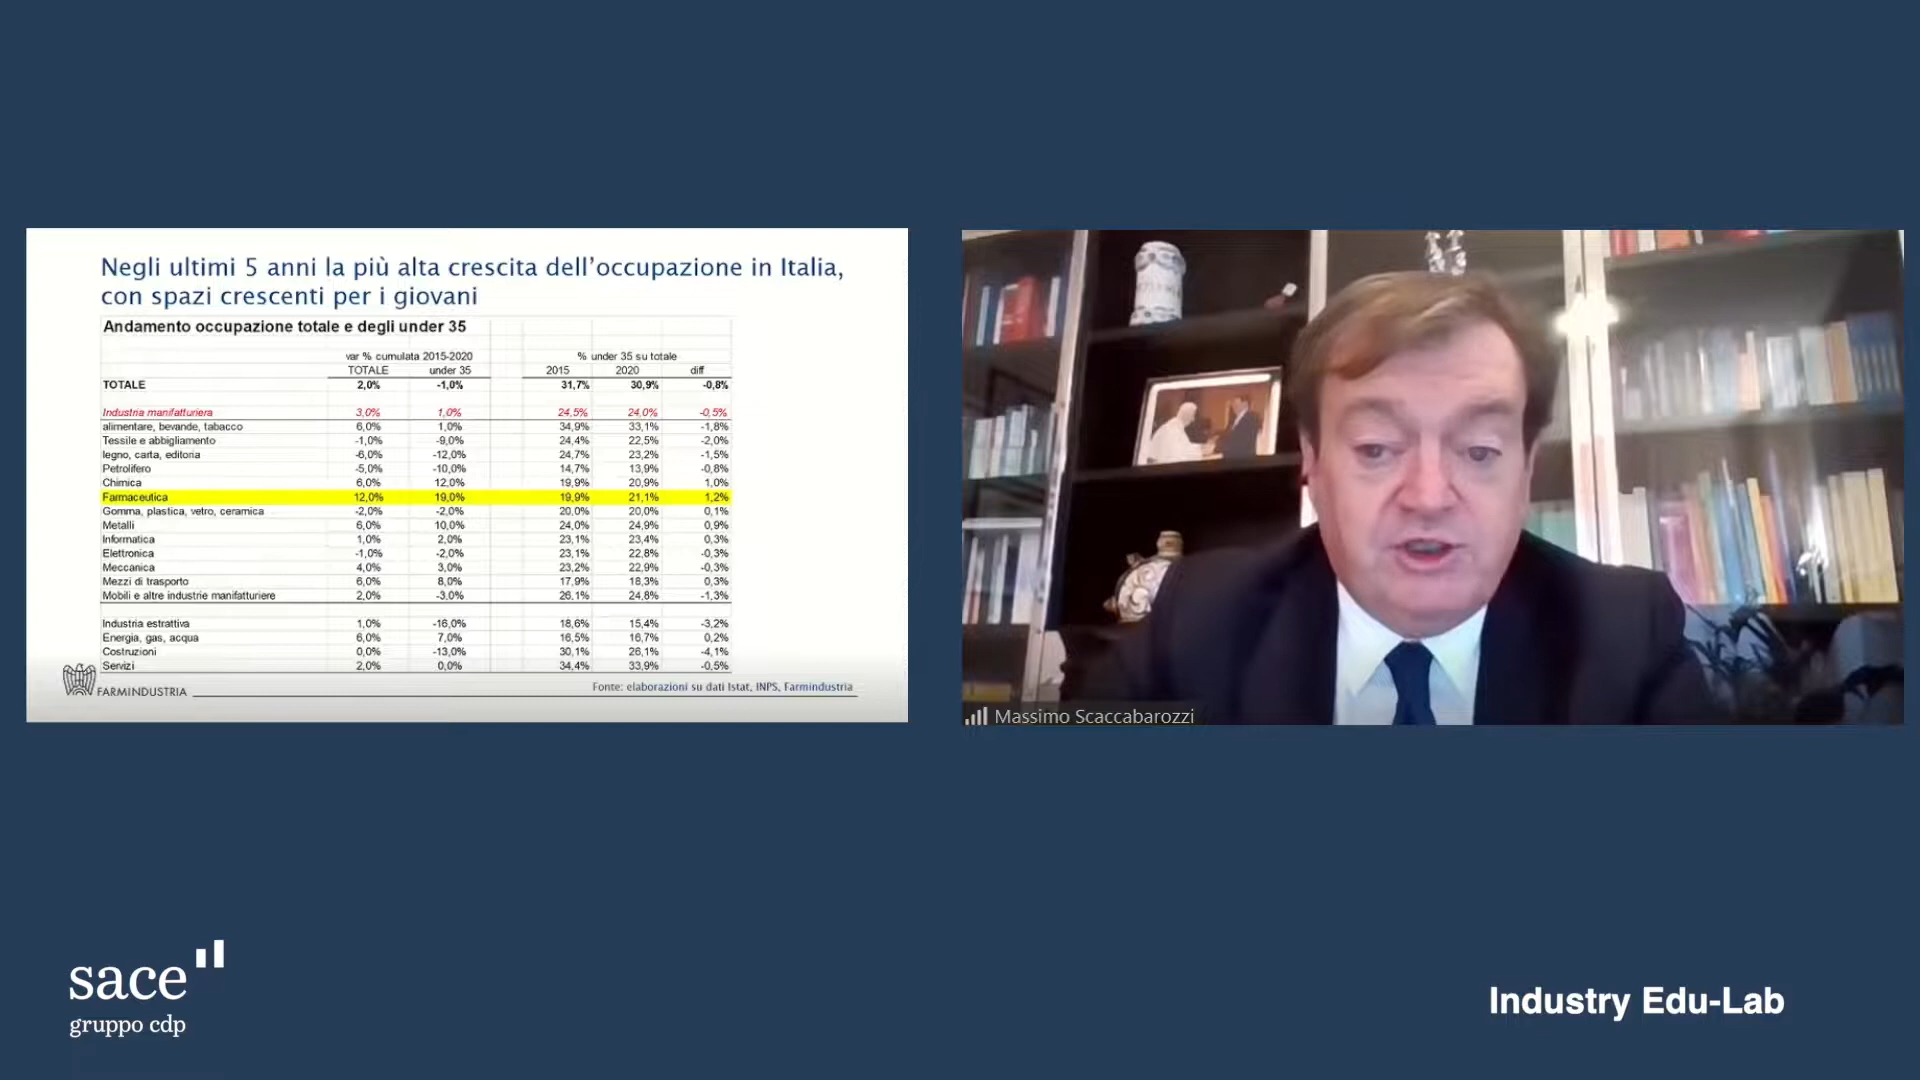 Negli ultimi 5 anni la più alta crescita dell'occupazione in Italia,
con spazi crescenti per i giovani
Andamento occupazione totale e degli under 35
var % cumulata 2015-2020 % under 35 su totale
TOTALE under 35 2015 2020 diff
TOTALE 2,0% -1,0% 31,7% 30,9% -0,8%
Industria manifatturiera 3,0% 1,0% 24,5% 24,0% -0,5%
alimentare, bevande, tabacco 6,0% 1,0% 34,9% 33,1% -1,8%
Tessile e abbigliamento -1,0% -9,0% 24,4% 22,5% -2,0%
legno, carta, editoria -6,0% -12,0% 24,7% 23,2% -1,5%
Petrolifero -5,0% -10,0% 14,7% 13,9% -0,8%
Chimica 6,0% 12,0% 19,9% 20,9% 1,0%
Farmaceutica 12,0% 19,0% 19,9% 21,1% 1,2%
Gomma, plastica, vetro, ceramica -2,0% -2,0% 20,0% 20,0% 0,1%
Metalli 6,0% 10,0% 24,0% 24,9% 0,9%
Informatica 1,0% 2,0% 23,1% 23,4% 0,3%
Elettronica -1,0% -2,0% 23,1% 22,8% -0,3%
Meccanica 4,0% 3,0% 23,2% 22,9% -0,3%
Mezzi di trasporto 6,0% 8,0% 17,9% 18,3% 0,3%
Mobili e altre industrie manifatturiere 2,0% -3,0% 26,1% 24,8% -1,3%
Industria estrattiva 1,0% -16,0% 18,6% 15,4% -3,2%
Energia, gas, acqua 6,0% 7,0% 16,5% 16,7% 0,2%
Costruzioni 0,0% -13,0% 30,1% 26,1% -4,1%
Servizi 2,0% 0,0% 34,4% 33,9% -0,5%
FARMINDUSTRIA
Fonte: elaborazioni su dati Istat, INPS, Farmindustria
Massimo Scaccabarozzi
sace
gruppo cdp
Industry Edu-Lab